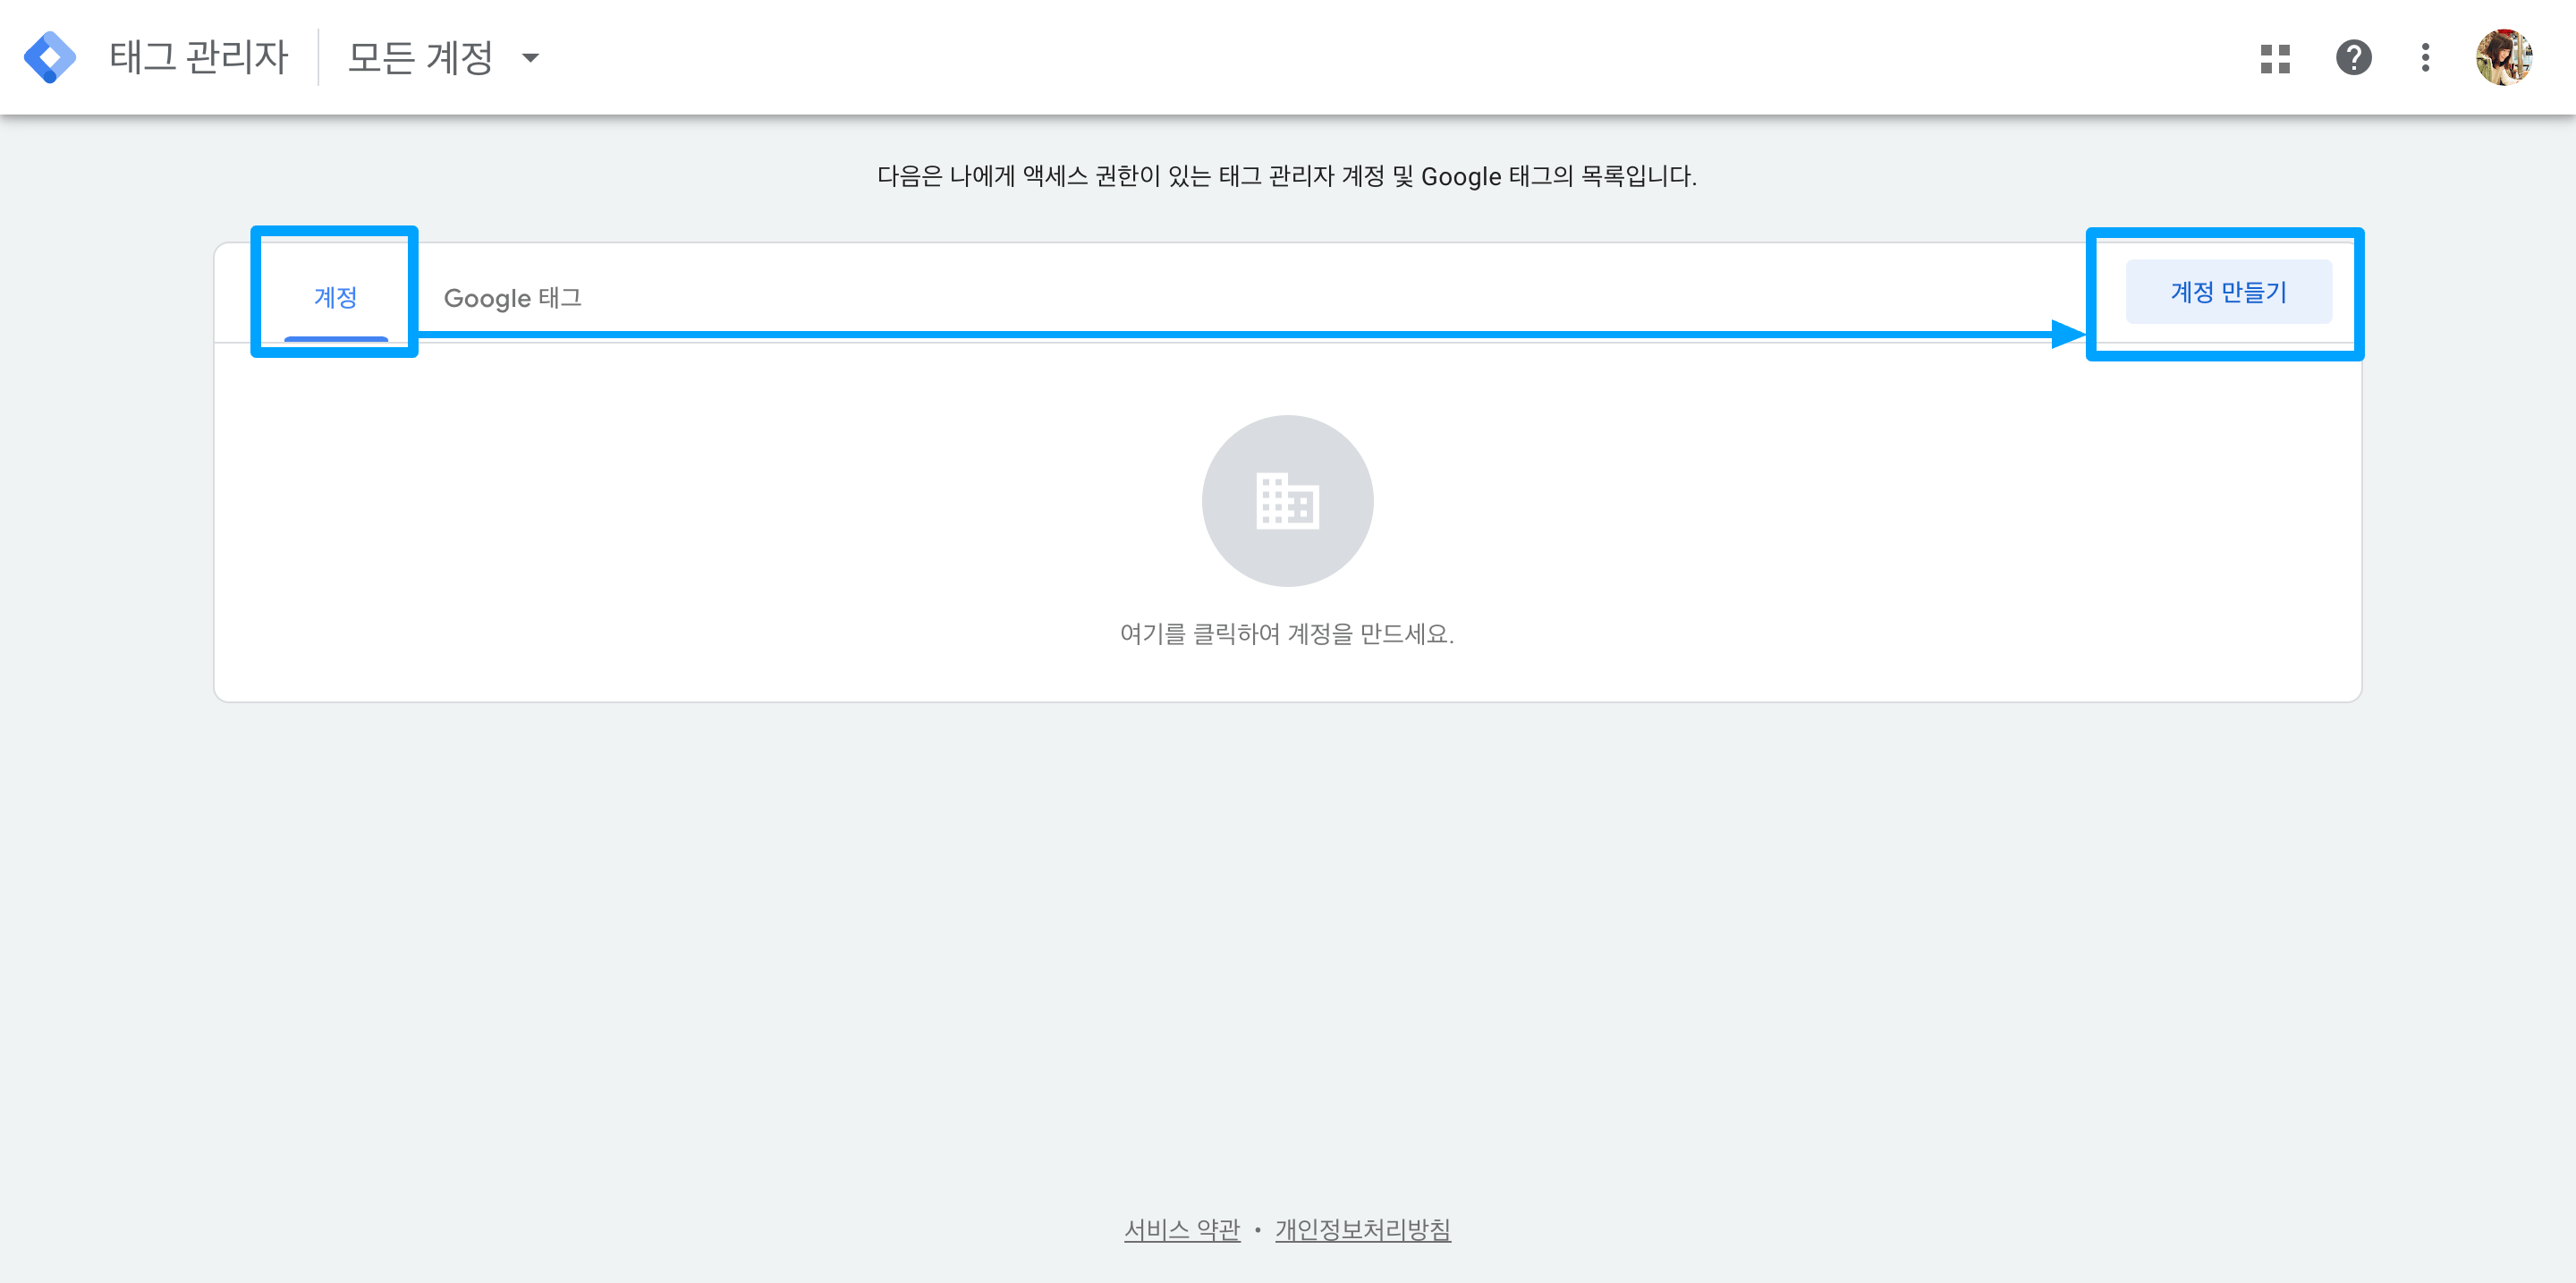 태그 관리자 모든 계정
다음은 나에게 액세스 권한이 있는 태그 관리자 계정 및 Google 태그의 목록입니다.
계정 Google 태그 계정 만들기
여기를 클릭하여 계정을 만드세요.
서비스 약관 • 개인정보처리방침